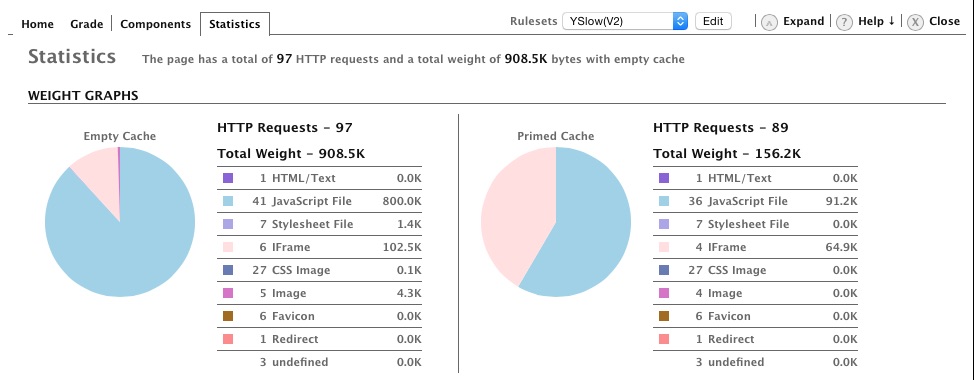 Home Grade Components Statistics Rulesets YSlow(V2) Edit Expand ? Help ↓ X Close
Statistics The page has a total of 97 HTTP requests and a total weight of 908.5K bytes with empty cache
WEIGHT GRAPHS
Empty Cache
HTTP Requests - 97
Total Weight - 908.5K
1 HTML/Text 0.0K
41 JavaScript File 800.0K
7 Stylesheet File 1.4K
6 IFrame 102.5K
27 CSS Image 0.1K
5 Image 4.3K
6 Favicon 0.0K
1 Redirect 0.0K
3 undefined 0.0K
Primed Cache
HTTP Requests - 89
Total Weight - 156.2K
1 HTML/Text 0.0K
36 JavaScript File 91.2K
7 Stylesheet File 0.0K
4 IFrame 64.9K
27 CSS Image 0.0K
4 Image 0.0K
6 Favicon 0.0K
1 Redirect 0.0K
3 undefined 0.0K